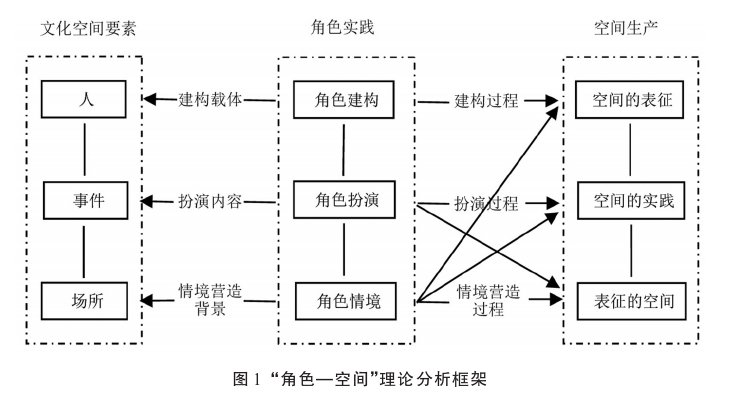 文化空间要素
角色实践
空间生产
人
建构载体
角色建构
建构过程
空间的表征
事件
扮演内容
角色扮演
扮演过程
空间的实践
场所
情境营造
背景
角色情境
情境营造
过程
表征的空间
图1 “角色—空间”理论分析框架